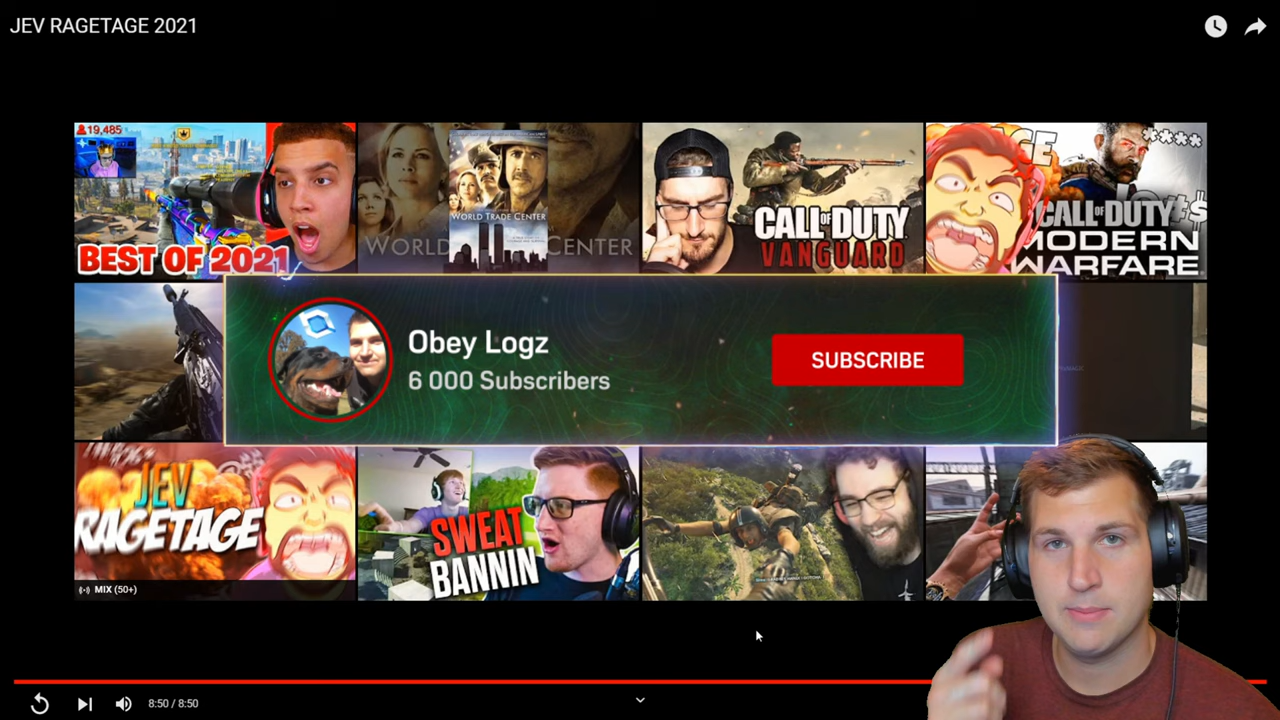 JEV RAGETAGE 2021
19,485
BEST OF 2021
WORLD TRADE CENTER
WORLD
CENTER
CALL OF DUTY
VANGUARD
CALL OF DUTY
MODERN
WARFARE
Obey Logz
6 000 Subscribers
SUBSCRIBE
JEV
RAGETAGE
MIX (50+)
SWEAT
BANNIN
8:50 / 8:50